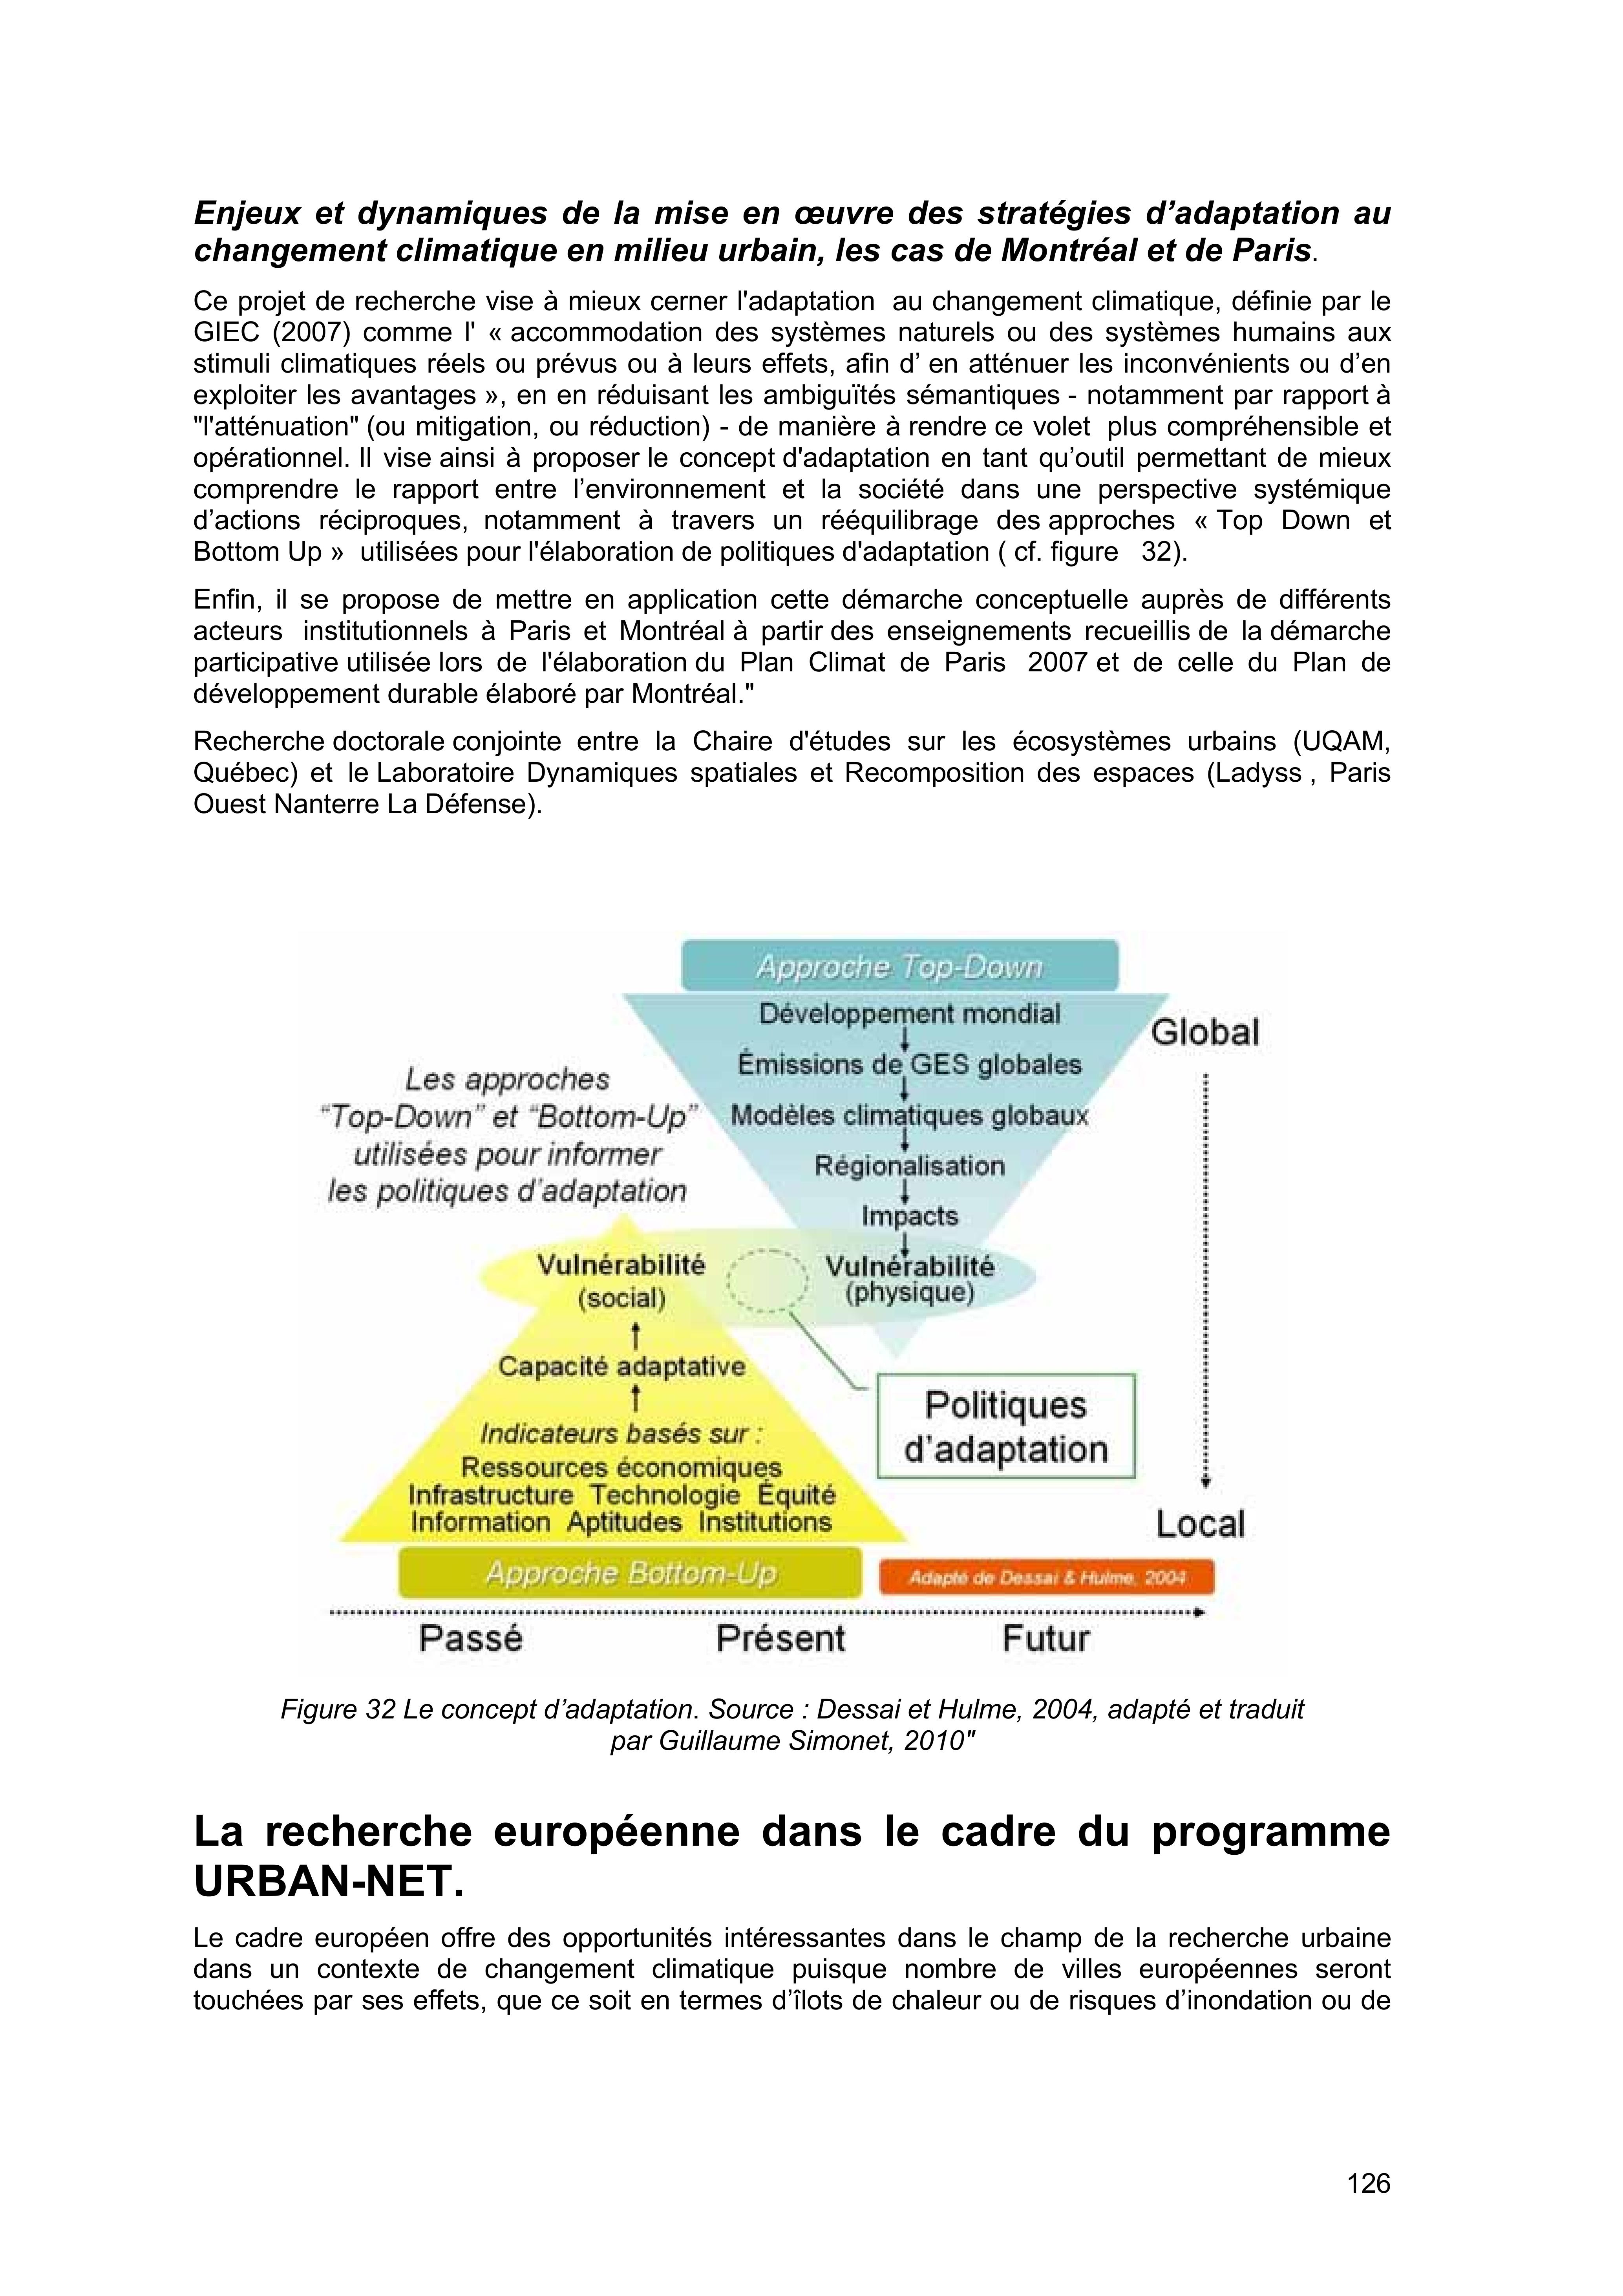 Enjeux et dynamiques de la mise en œuvre des stratégies d’adaptation au
changement climatique en milieu urbain, les cas de Montréal et de Paris.
Ce projet de recherche vise à mieux cerner l'adaptation au changement climatique, définie par le
GIEC (2007) comme l' « accommodation des systèmes naturels ou des systèmes humains aux
stimuli climatiques réels ou prévus ou à leurs effets, afin d’ en atténuer les inconvénients ou d’en
exploiter les avantages », en en réduisant les ambiguïtés sémantiques - notamment par rapport à
"l'atténuation" (ou mitigation, ou réduction) - de manière à rendre ce volet plus compréhensible et
opérationnel. Il vise ainsi à proposer le concept d'adaptation en tant qu’outil permettant de mieux
comprendre le rapport entre l’environnement et la société dans une perspective systémique
d’actions réciproques, notamment à travers un rééquilibrage des approches « Top Down et
Bottom Up » utilisées pour l'élaboration de politiques d'adaptation ( cf. figure 32).
Enfin, il se propose de mettre en application cette démarche conceptuelle auprès de différents
acteurs institutionnels à Paris et Montréal à partir des enseignements recueillis de la démarche
participative utilisée lors de l'élaboration du Plan Climat de Paris 2007 et de celle du Plan de
développement durable élaboré par Montréal."
Recherche doctorale conjointe entre la Chaire d'études sur les écosystèmes urbains (UQAM,
Québec) et le Laboratoire Dynamiques spatiales et Recomposition des espaces (Ladyss , Paris
Ouest Nanterre La Défense).
Approche Top-Down
Développement mondial
Émissions de GES globales
Modèles climatiques globaux
Régionalisation
Impacts
Vulnérabilité
(physique)
Global
Local
Les approches
“Top-Down” et “Bottom-Up”
utilisées pour informer
les politiques d’adaptation
Vulnérabilité
(social)
Capacité adaptative
Indicateurs basés sur :
Ressources économiques
Infrastructure Technologie Équité
Information Aptitudes Institutions
Approche Bottom-Up
Politiques
d’adaptation
Adapté de Dessai & Hulme, 2004
Passé Présent Futur
Figure 32 Le concept d’adaptation. Source : Dessai et Hulme, 2004, adapté et traduit
par Guillaume Simonet, 2010"
La recherche européenne dans le cadre du programme
URBAN-NET.
Le cadre européen offre des opportunités intéressantes dans le champ de la recherche urbaine
dans un contexte de changement climatique puisque nombre de villes européennes seront
touchées par ses effets, que ce soit en termes d’îlots de chaleur ou de risques d’inondation ou de
126